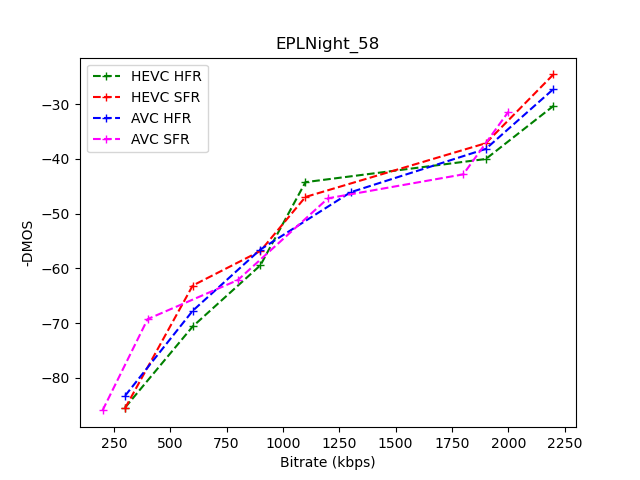 EPLNight_58
HEVC HFR
HEVC SFR
AVC HFR
AVC SFR
-DMOS
−30
−40
−50
−60
−70
−80
250 500 750 1000 1250 1500 1750 2000 2250
Bitrate (kbps)